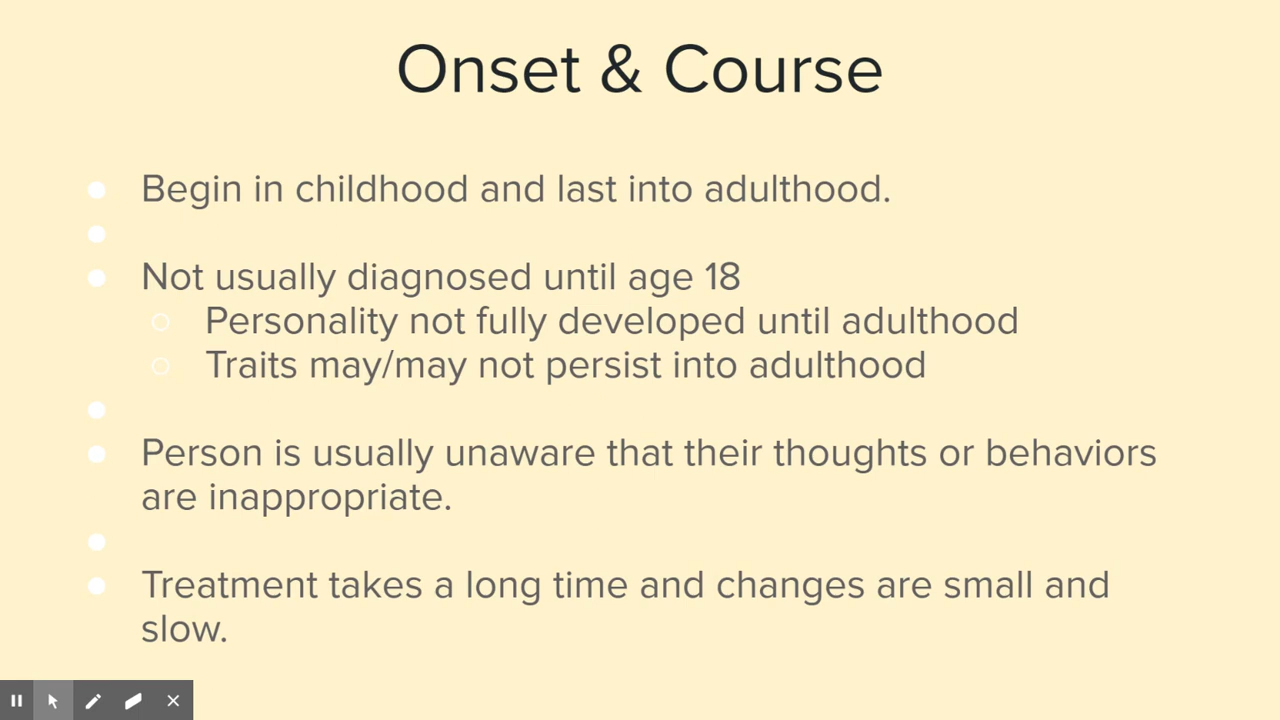 Onset & Course
Begin in childhood and last into adulthood.
Not usually diagnosed until age 18
Personality not fully developed until adulthood
Traits may/may not persist into adulthood
Person is usually unaware that their thoughts or behaviors
are inappropriate.
Treatment takes a long time and changes are small and
slow.